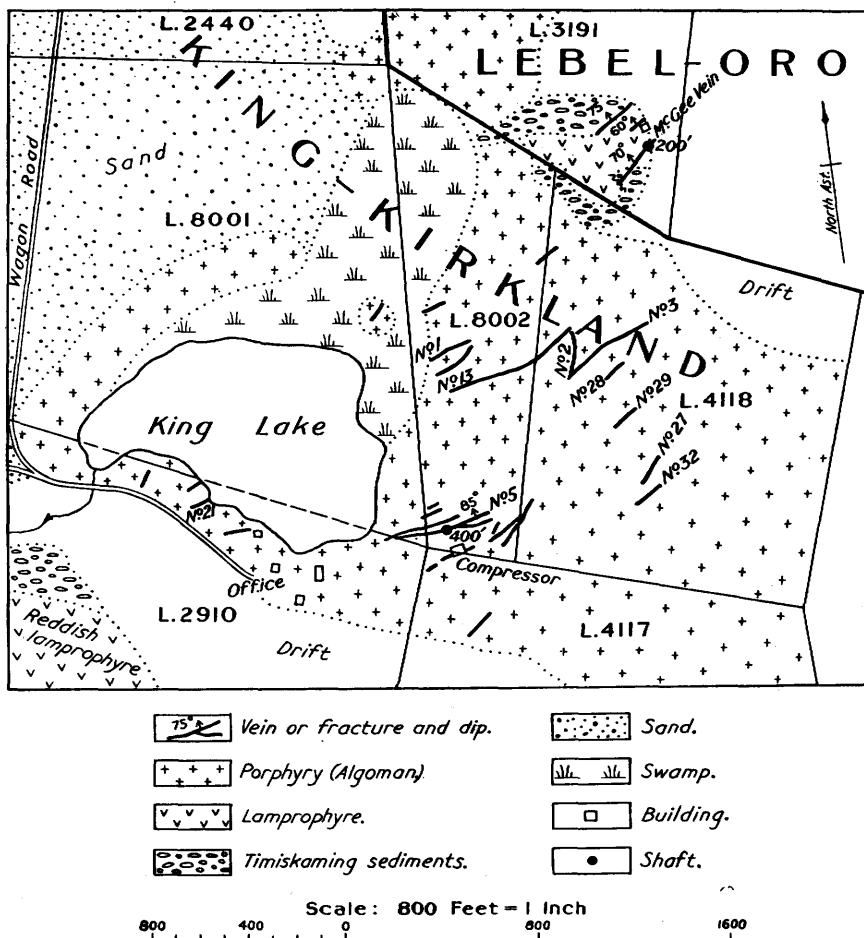 L.2440
L.3191
KING-KIRKLAND
LEBEL-ORO
75°
60°
McGee Vein
70°
200'
Sand
Wagon Road
L.8001
North Ast.
Drift
L.8002
No1
No13
No2
No3
No28
No29
L.4118
No27
No32
King Lake
No2
85°
No5
400'
Compressor
Office
L.2910
L.4117
Reddish
lamprophyre
Drift
75° Vein or fracture and dip.
Sand.
Porphyry (Algoman)
Swamp.
Lamprophyre.
Building.
Timiskaming sediments.
Shaft.
Scale: 800 Feet = 1 Inch
800 400 0 800 1600